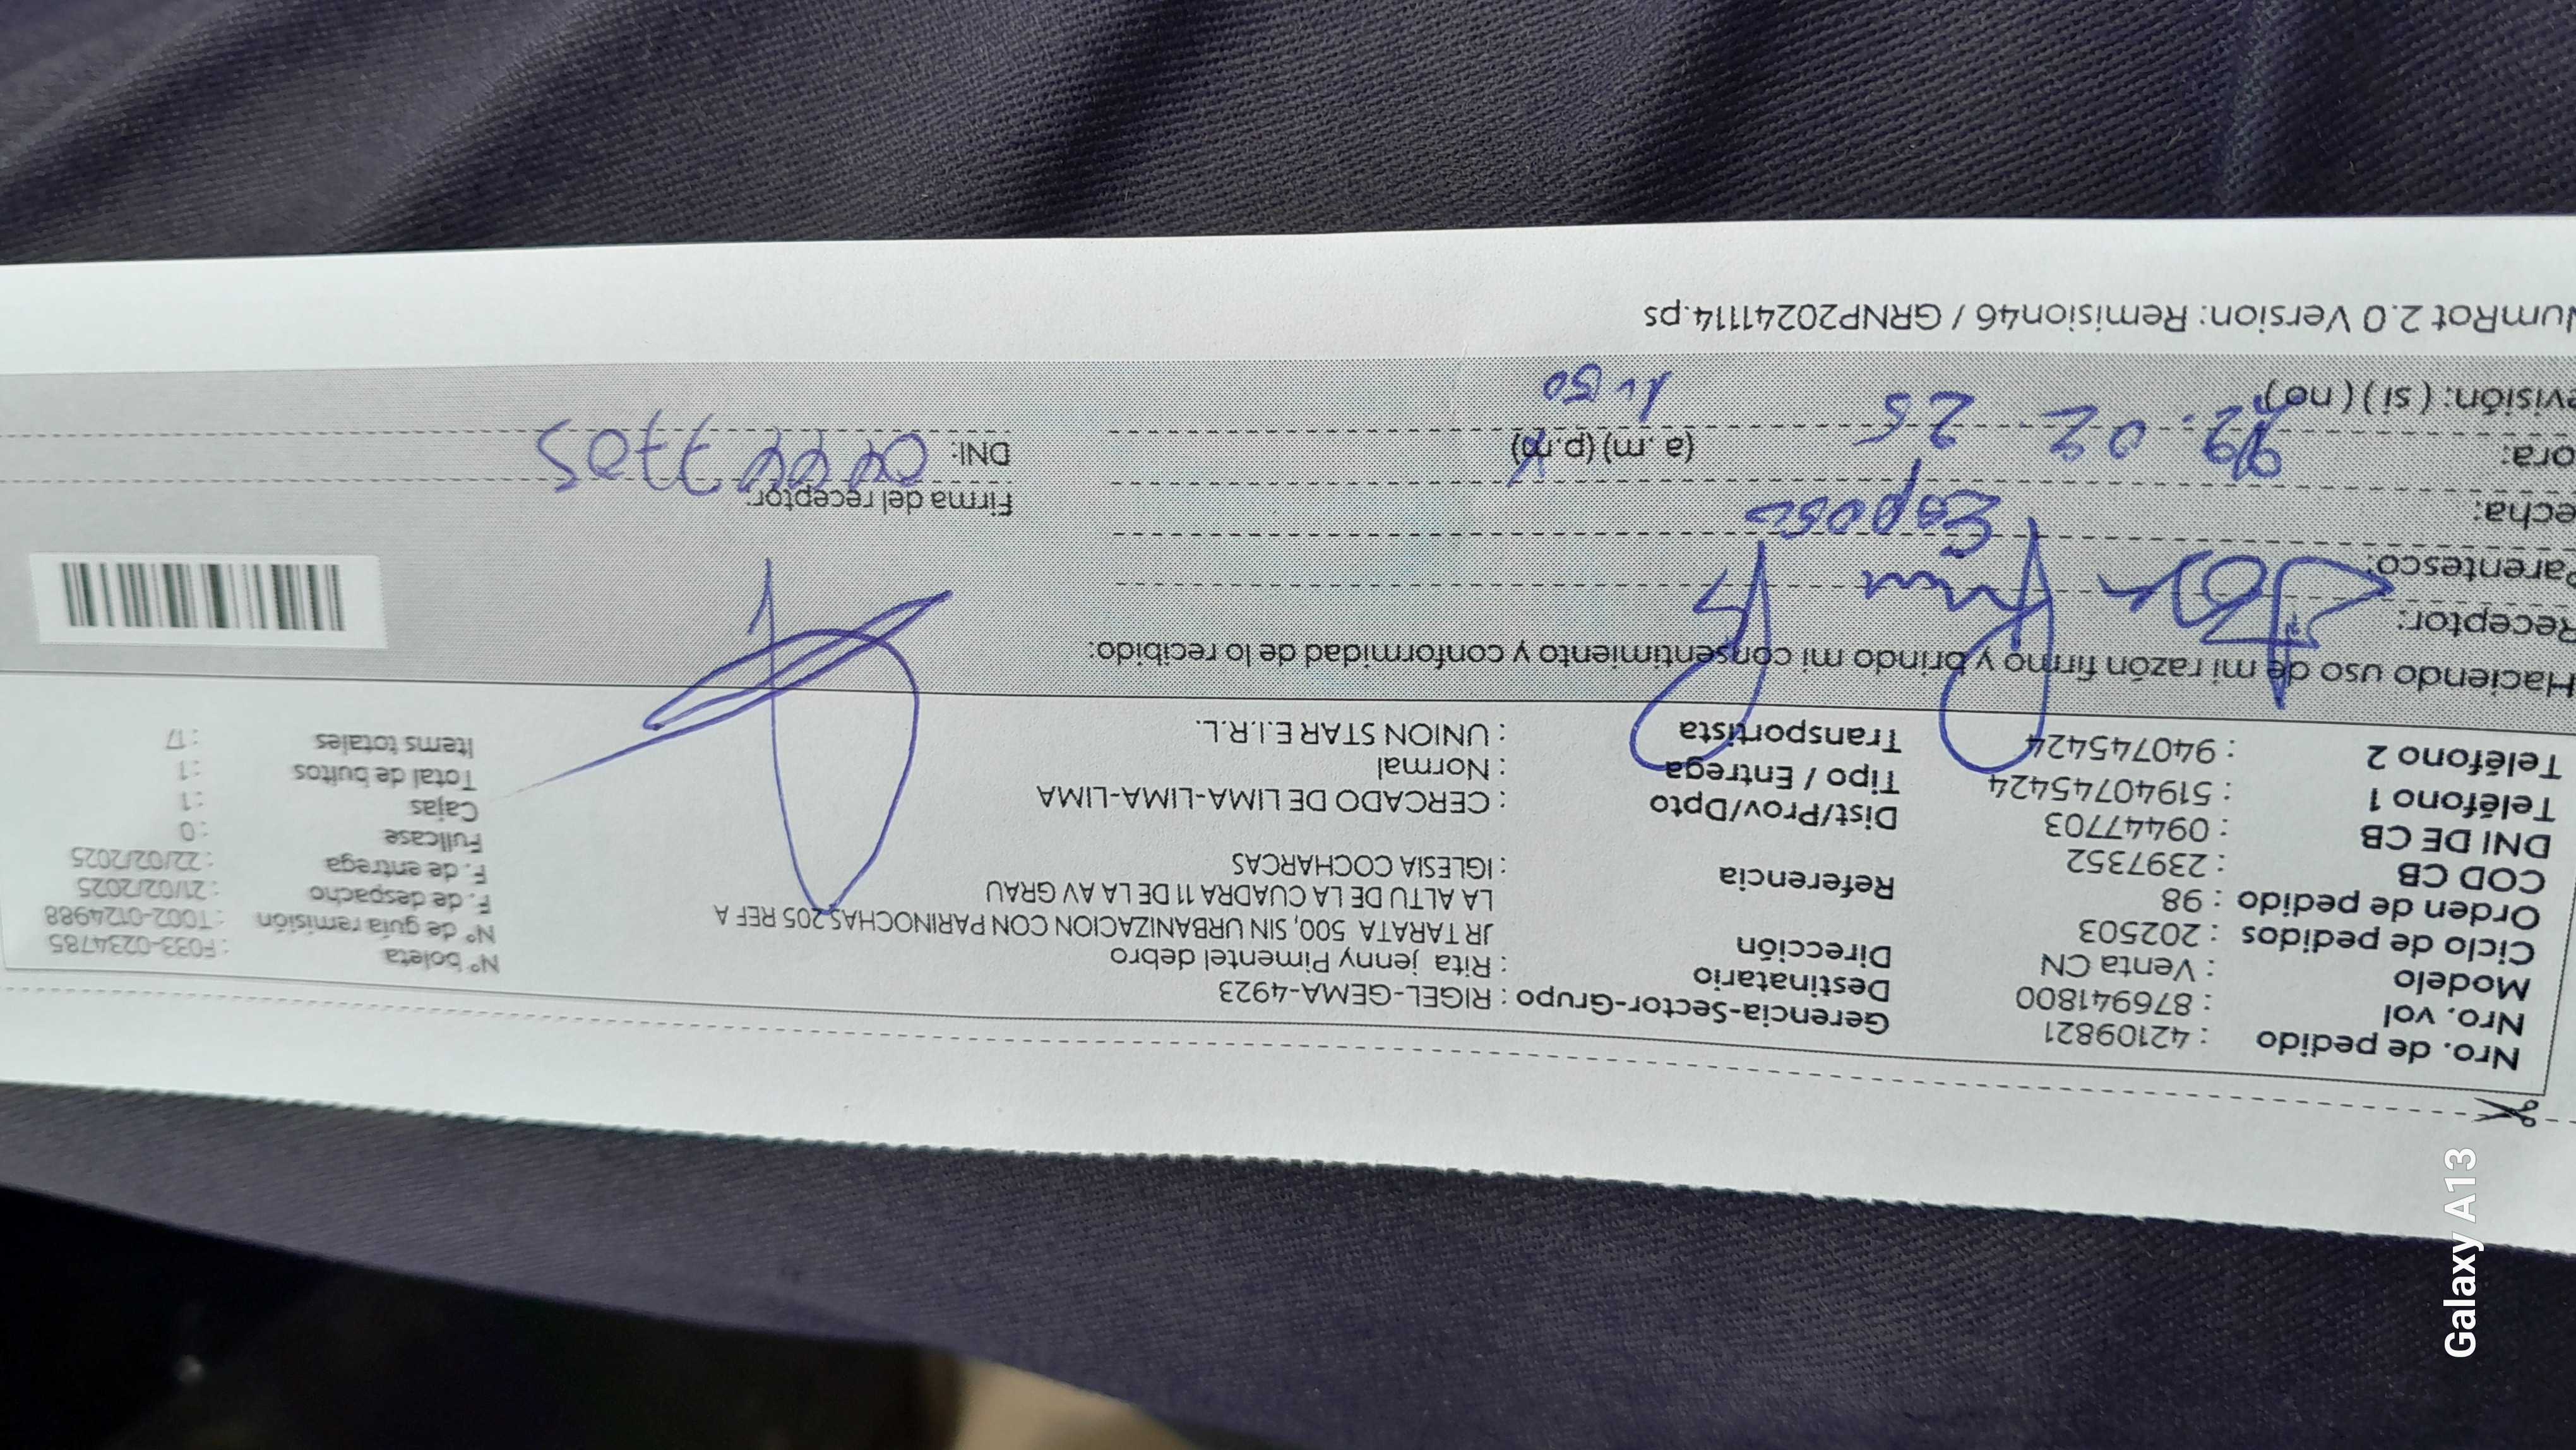 Nro. de pedido : 42109821
Nro. vol : 876941800
Modelo : Venta CN
Ciclo de pedidos : 202503
Orden de pedido : 98
COD CB : 2397352
DNI DE CB : 09447703
Teléfono 1 : 51940745424
Teléfono 2 : 940745424
Gerencia-Sector-Grupo : RIGEL-GEMA-4923
Destinatario : Rita jenny Pimentel debro
Dirección JR TARATA 500, SIN URBANIZACION CON PARINOCHAS 205 REF A
LA ALTU DE LA CUADRA 11 DE LA AV GRAU
Referencia : IGLESIA COCHARCAS
Dist/Prov/Dpto : CERCADO DE LIMA-LIMA-LIMA
Tipo / Entrega : Normal
Transportista : UNION STAR E.I.R.L.
Nº boleta : F033-0234785
Nº de guía remisión : T002-0124988
F. de despacho : 21/02/2025
F. de entrega : 22/02/2025
Fullcase : 0
Cajas : 1
Total de bultos : 1
Items totales : 17
Haciendo uso de mi razón firmo y brindo mi consentimiento y conformidad de lo recibido:
Receptor:
Parentesco: Esposo
echa: 02 25
ora: (a.m) (p.m)
evisión: (si) (no)
Firma del receptor
DNI:
umRot 2.0 Version: Remision46 / GRNP20241114.ps
Galaxy A13